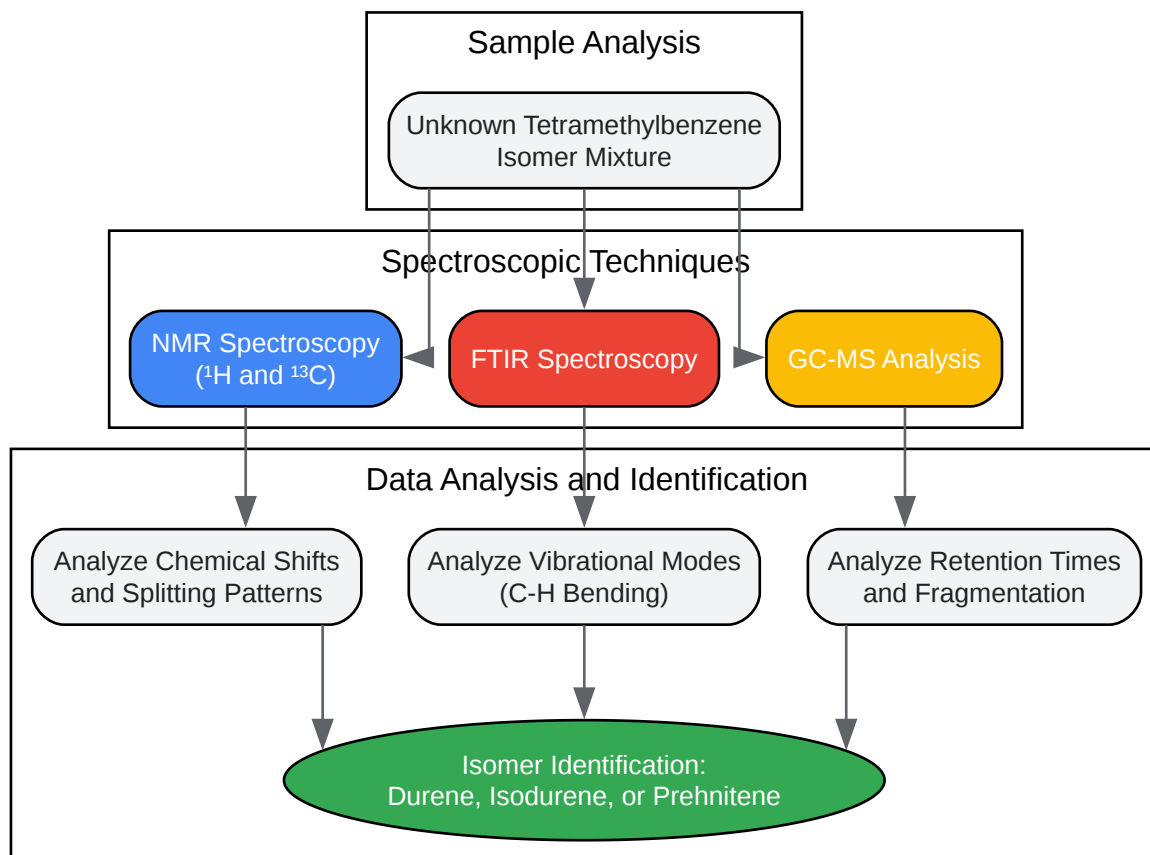 Sample Analysis
Unknown Tetramethylbenzene
Isomer Mixture
Spectroscopic Techniques
NMR Spectroscopy
(¹H and ¹³C)
FTIR Spectroscopy
GC-MS Analysis
Data Analysis and Identification
Analyze Chemical Shifts
and Splitting Patterns
Analyze Vibrational Modes
(C-H Bending)
Analyze Retention Times
and Fragmentation
Isomer Identification:
Durene, Isodurene, or Prehnitene